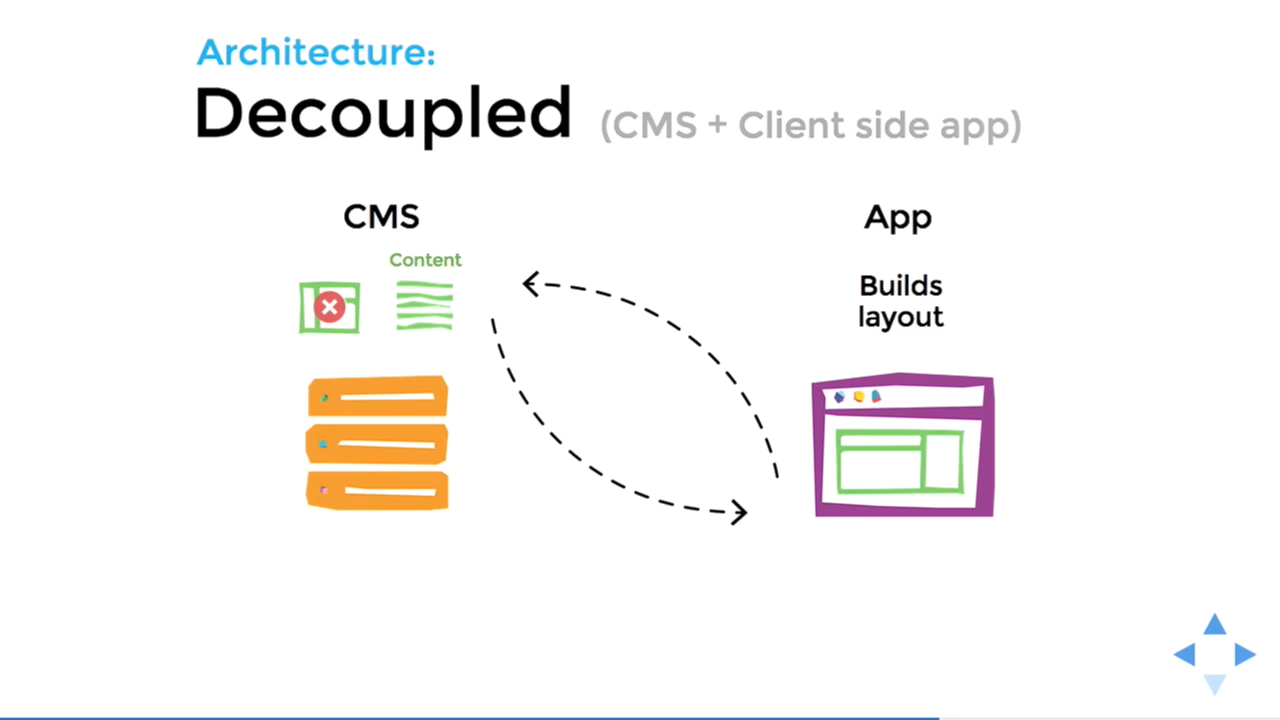 Architecture:
Decoupled (CMS + Client side app)
CMS
App
Content
Builds
layout